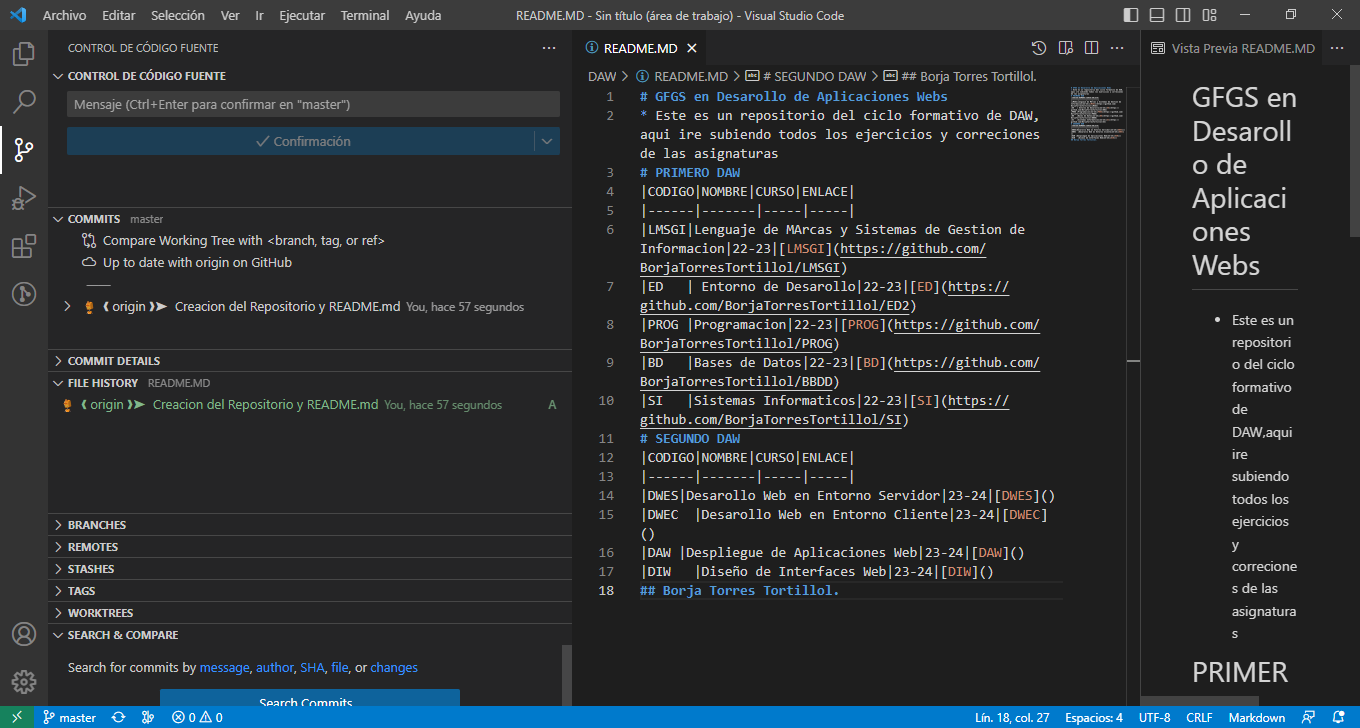 Archivo Editar Selección Ver Ir Ejecutar Terminal Ayuda
README.MD - Sin título (área de trabajo) - Visual Studio Code
CONTROL DE CÓDIGO FUENTE
CONTROL DE CÓDIGO FUENTE
Mensaje (Ctrl+Enter para confirmar en "master")
Confirmación
COMMITS master
Compare Working Tree with <branch, tag, or ref>
Up to date with origin on GitHub
origin Creacion del Repositorio y README.md You, hace 57 segundos
COMMIT DETAILS
FILE HISTORY README.MD
origin Creacion del Repositorio y README.md You, hace 57 segundos A
BRANCHES
REMOTES
STASHES
TAGS
WORKTREES
SEARCH & COMPARE
Search for commits by message, author, SHA, file, or changes
Search Commits
README.MD
DAW > README.MD > # SEGUNDO DAW > ## Borja Torres Tortillol.
1 # GFGS en Desarollo de Aplicaciones Webs
2 * Este es un repositorio del ciclo formativo de DAW,
aqui ire subiendo todos los ejercicios y correciones
de las asignaturas
3 # PRIMERO DAW
4 |CODIGO|NOMBRE|CURSO|ENLACE|
5 |------|-------|-----|-----|
6 |LMSGI|Lenguaje de MArcas y Sistemas de Gestion de
Informacion|22-23|[LMSGI](https://github.com/
BorjaTorresTortillol/LMSGI)
7 |ED   | Entorno de Desarollo|22-23|[ED](https://
github.com/BorjaTorresTortillol/ED2)
8 |PROG |Programacion|22-23|[PROG](https://github.com/
BorjaTorresTortillol/PROG)
9 |BD   |Bases de Datos|22-23|[BD](https://github.com/
BorjaTorresTortillol/BBDD)
10 |SI   |Sistemas Informaticos|22-23|[SI](https://
github.com/BorjaTorresTortillol/SI)
11 # SEGUNDO DAW
12 |CODIGO|NOMBRE|CURSO|ENLACE|
13 |------|-------|-----|-----|
14 |DWES|Desarollo Web en Entorno Servidor|23-24|[DWES]()
15 |DWEC  |Desarollo Web en Entorno Cliente|23-24|[DWEC]
()
16 |DAW |Despliegue de Aplicaciones Web|23-24|[DAW]()
17 |DIW   |Diseño de Interfaces Web|23-24|[DIW]()
18 ## Borja Torres Tortillol.
Vista Previa README.MD
GFGS en
Desaroll
o de
Aplicaci
ones
Webs
• Este es un
repositori
o del ciclo
formativo
de
DAW,aqui
ire
subiendo
todos los
ejercicios
y
correcione
s de las
asignatura
s
PRIMER
master 0 0 Lín. 18, col. 27 Espacios: 4 UTF-8 CRLF Markdown